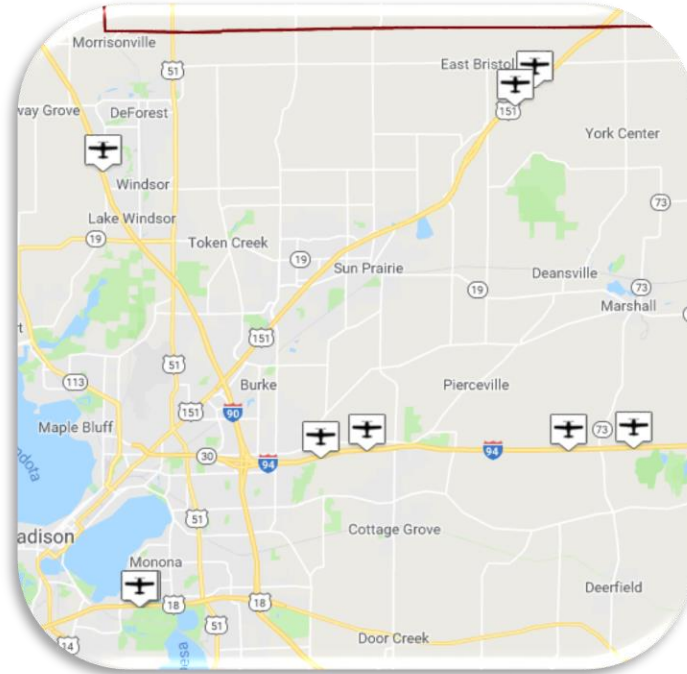 Morrisonville
51
East Bristol
151
way Grove
DeForest
York Center
Windsor
73
Lake Windsor
19
Token Creek
19
Sun Prairie
Deansville
19
73
Marshall
t
151
51
113
Burke
Pierceville
151
90
Maple Bluff
73
30
94
94
ndota
51
Cottage Grove
adison
Monona
Deerfield
18
18
51
14
Door Creek